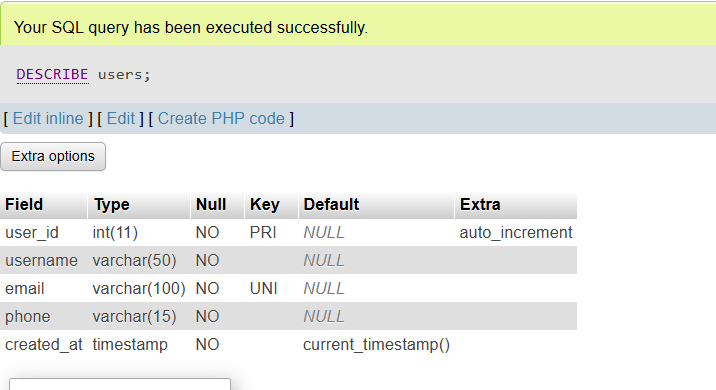 Your SQL query has been executed successfully.
DESCRIBE users;
[ Edit inline ] [ Edit ] [ Create PHP code ]
Extra options
Field Type Null Key Default Extra
user_id int(11) NO PRI NULL auto_increment
username varchar(50) NO NULL
email varchar(100) NO UNI NULL
phone varchar(15) NO NULL
created_at timestamp NO current_timestamp()